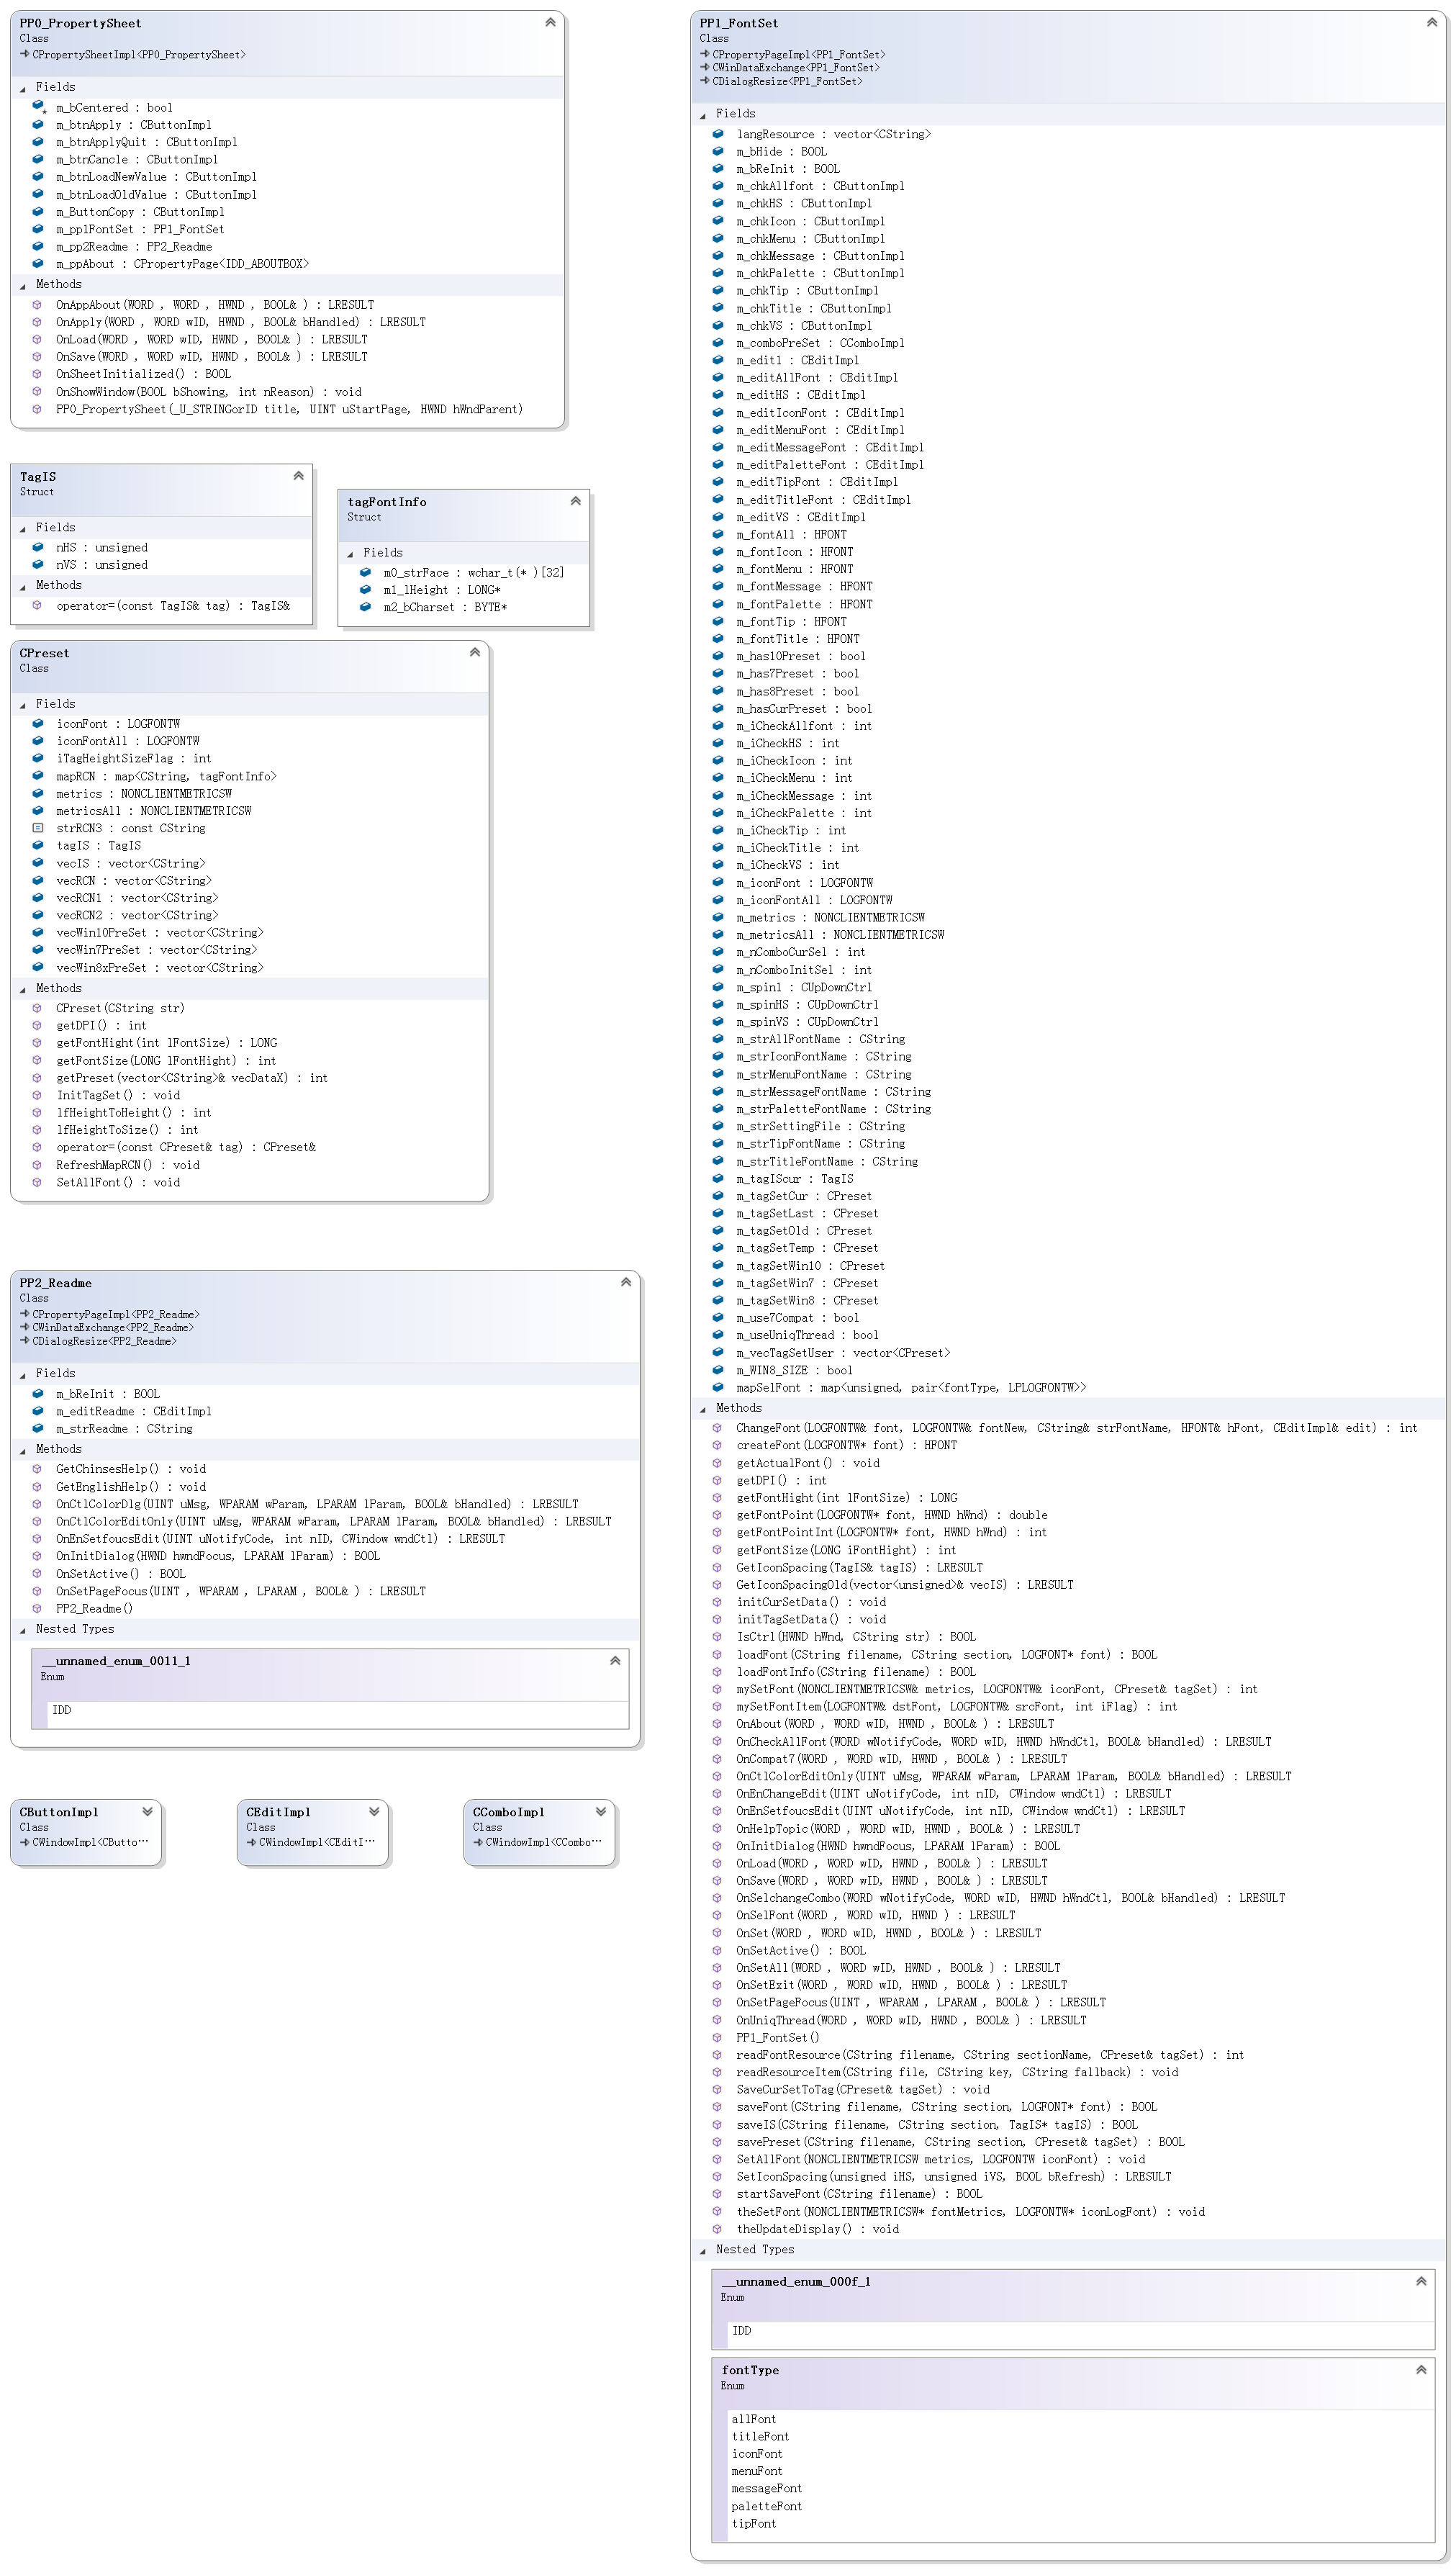 PP0_PropertySheet
Class
CPropertySheetImpl<PP0_PropertySheet>
Fields
m_bCentered : bool
m_btnApply : CButtonImpl
m_btnApplyQuit : CButtonImpl
m_btnCancle : CButtonImpl
m_btnLoadNewValue : CButtonImpl
m_btnLoadOldValue : CButtonImpl
m_ButtonCopy : CButtonImpl
m_pp1FontSet : PP1_FontSet
m_pp2Readme : PP2_Readme
m_ppAbout : CPropertyPage<IDD_ABOUTBOX>
Methods
OnAppAbout(WORD , WORD , HWND , BOOL& ) : LRESULT
OnApply(WORD , WORD wID, HWND , BOOL& bHandled) : LRESULT
OnLoad(WORD , WORD wID, HWND , BOOL& ) : LRESULT
OnSave(WORD , WORD wID, HWND , BOOL& ) : LRESULT
OnSheetInitialized() : BOOL
OnShowWindow(BOOL bShowing, int nReason) : void
PP0_PropertySheet(_U_STRINGorID title, UINT uStartPage, HWND hWndParent)
TagIS
Struct
Fields
nHS : unsigned
nVS : unsigned
Methods
operator=(const TagIS& tag) : TagIS&
tagFontInfo
Struct
Fields
m0_strFace : wchar_t(* )[32]
m1_lHeight : LONG*
m2_bCharset : BYTE*
CPreset
Class
Fields
iconFont : LOGFONTW
iconFontAll : LOGFONTW
iTagHeightSizeFlag : int
mapRCN : map<CString, tagFontInfo>
metrics : NONCLIENTMETRICSW
metricsAll : NONCLIENTMETRICSW
strRCN3 : const CString
tagIS : TagIS
vecIS : vector<CString>
vecRCN : vector<CString>
vecRCN1 : vector<CString>
vecRCN2 : vector<CString>
vecWin10PreSet : vector<CString>
vecWin7PreSet : vector<CString>
vecWin8xPreSet : vector<CString>
Methods
CPreset(CString str)
getDPI() : int
getFontHight(int lFontSize) : LONG
getFontSize(LONG lFontHight) : int
getPreset(vector<CString>& vecDataX) : int
InitTagSet() : void
lfHeightToHeight() : int
lfHeightToSize() : int
operator=(const CPreset& tag) : CPreset&
RefreshMapRCN() : void
SetAllFont() : void
PP2_Readme
Class
CPropertyPageImpl<PP2_Readme>
CWinDataExchange<PP2_Readme>
CDialogResize<PP2_Readme>
Fields
m_bReInit : BOOL
m_editReadme : CEditImpl
m_strReadme : CString
Methods
GetChinsesHelp() : void
GetEnglishHelp() : void
OnCtlColorDlg(UINT uMsg, WPARAM wParam, LPARAM lParam, BOOL& bHandled) : LRESULT
OnCtlColorEditOnly(UINT uMsg, WPARAM wParam, LPARAM lParam, BOOL& bHandled) : LRESULT
OnEnSetfoucsEdit(UINT uNotifyCode, int nID, CWindow wndCtl) : LRESULT
OnInitDialog(HWND hwndFocus, LPARAM lParam) : BOOL
OnSetActive() : BOOL
OnSetPageFocus(UINT , WPARAM , LPARAM , BOOL& ) : LRESULT
PP2_Readme()
Nested Types
__unnamed_enum_0011_1
Enum
IDD
CButtonImpl
Class
CWindowImpl<CButto...
CEditImpl
Class
CWindowImpl<CEditI...
CComboImpl
Class
CWindowImpl<CCombo...
PP1_FontSet
Class
CPropertyPageImpl<PP1_FontSet>
CWinDataExchange<PP1_FontSet>
CDialogResize<PP1_FontSet>
Fields
langResource : vector<CString>
m_bHide : BOOL
m_bReInit : BOOL
m_chkAllfont : CButtonImpl
m_chkHS : CButtonImpl
m_chkIcon : CButtonImpl
m_chkMenu : CButtonImpl
m_chkMessage : CButtonImpl
m_chkPalette : CButtonImpl
m_chkTip : CButtonImpl
m_chkTitle : CButtonImpl
m_chkVS : CButtonImpl
m_comboPreSet : CComboImpl
m_edit1 : CEditImpl
m_editAllFont : CEditImpl
m_editHS : CEditImpl
m_editIconFont : CEditImpl
m_editMenuFont : CEditImpl
m_editMessageFont : CEditImpl
m_editPaletteFont : CEditImpl
m_editTipFont : CEditImpl
m_editTitleFont : CEditImpl
m_editVS : CEditImpl
m_fontAll : HFONT
m_fontIcon : HFONT
m_fontMenu : HFONT
m_fontMessage : HFONT
m_fontPalette : HFONT
m_fontTip : HFONT
m_fontTitle : HFONT
m_has10Preset : bool
m_has7Preset : bool
m_has8Preset : bool
m_hasCurPreset : bool
m_iCheckAllfont : int
m_iCheckHS : int
m_iCheckIcon : int
m_iCheckMenu : int
m_iCheckMessage : int
m_iCheckPalette : int
m_iCheckTip : int
m_iCheckTitle : int
m_iCheckVS : int
m_iconFont : LOGFONTW
m_iconFontAll : LOGFONTW
m_metrics : NONCLIENTMETRICSW
m_metricsAll : NONCLIENTMETRICSW
m_nComboCurSel : int
m_nComboInitSel : int
m_spin1 : CUpDownCtrl
m_spinHS : CUpDownCtrl
m_spinVS : CUpDownCtrl
m_strAllFontName : CString
m_strIconFontName : CString
m_strMenuFontName : CString
m_strMessageFontName : CString
m_strPaletteFontName : CString
m_strSettingFile : CString
m_strTipFontName : CString
m_strTitleFontName : CString
m_tagIScur : TagIS
m_tagSetCur : CPreset
m_tagSetLast : CPreset
m_tagSetOld : CPreset
m_tagSetTemp : CPreset
m_tagSetWin10 : CPreset
m_tagSetWin7 : CPreset
m_tagSetWin8 : CPreset
m_use7Compat : bool
m_useUniqThread : bool
m_vecTagSetUser : vector<CPreset>
m_WIN8_SIZE : bool
mapSelFont : map<unsigned, pair<fontType, LPLOGFONTW>>
Methods
ChangeFont(LOGFONTW& font, LOGFONTW& fontNew, CString& strFontName, HFONT& hFont, CEditImpl& edit) : int
createFont(LOGFONTW* font) : HFONT
getActualFont() : void
getDPI() : int
getFontHight(int lFontSize) : LONG
getFontPoint(LOGFONTW* font, HWND hWnd) : double
getFontPointInt(LOGFONTW* font, HWND hWnd) : int
getFontSize(LONG iFontHight) : int
GetIconSpacing(TagIS& tagIS) : LRESULT
GetIconSpacingOld(vector<unsigned>& vecIS) : LRESULT
initCurSetData() : void
initTagSetData() : void
IsCtrl(HWND hWnd, CString str) : BOOL
loadFont(CString filename, CString section, LOGFONT* font) : BOOL
loadFontInfo(CString filename) : BOOL
mySetFont(NONCLIENTMETRICSW& metrics, LOGFONTW& iconFont, CPreset& tagSet) : int
mySetFontItem(LOGFONTW& dstFont, LOGFONTW& srcFont, int iFlag) : int
OnAbout(WORD , WORD wID, HWND , BOOL& ) : LRESULT
OnCheckAllFont(WORD wNotifyCode, WORD wID, HWND hWndCtl, BOOL& bHandled) : LRESULT
OnCompat7(WORD , WORD wID, HWND , BOOL& ) : LRESULT
OnCtlColorEditOnly(UINT uMsg, WPARAM wParam, LPARAM lParam, BOOL& bHandled) : LRESULT
OnEnChangeEdit(UINT uNotifyCode, int nID, CWindow wndCtl) : LRESULT
OnEnSetfoucsEdit(UINT uNotifyCode, int nID, CWindow wndCtl) : LRESULT
OnHelpTopic(WORD , WORD wID, HWND , BOOL& ) : LRESULT
OnInitDialog(HWND hwndFocus, LPARAM lParam) : BOOL
OnLoad(WORD , WORD wID, HWND , BOOL& ) : LRESULT
OnSave(WORD , WORD wID, HWND , BOOL& ) : LRESULT
OnSelchangeCombo(WORD wNotifyCode, WORD wID, HWND hWndCtl, BOOL& bHandled) : LRESULT
OnSelFont(WORD , WORD wID, HWND ) : LRESULT
OnSet(WORD , WORD wID, HWND , BOOL& ) : LRESULT
OnSetActive() : BOOL
OnSetAll(WORD , WORD wID, HWND , BOOL& ) : LRESULT
OnSetExit(WORD , WORD wID, HWND , BOOL& ) : LRESULT
OnSetPageFocus(UINT , WPARAM , LPARAM , BOOL& ) : LRESULT
OnUniqThread(WORD , WORD wID, HWND , BOOL& ) : LRESULT
PP1_FontSet()
readFontResource(CString filename, CString sectionName, CPreset& tagSet) : int
readResourceItem(CString file, CString key, CString fallback) : void
SaveCurSetToTag(CPreset& tagSet) : void
saveFont(CString filename, CString section, LOGFONT* font) : BOOL
saveIS(CString filename, CString section, TagIS* tagIS) : BOOL
savePreset(CString filename, CString section, CPreset& tagSet) : BOOL
SetAllFont(NONCLIENTMETRICSW metrics, LOGFONTW iconFont) : void
SetIconSpacing(unsigned iHS, unsigned iVS, BOOL bRefresh) : LRESULT
startSaveFont(CString filename) : BOOL
theSetFont(NONCLIENTMETRICSW* fontMetrics, LOGFONTW* iconLogFont) : void
theUpdateDisplay() : void
Nested Types
__unnamed_enum_000f_1
Enum
IDD
fontType
Enum
allFont
titleFont
iconFont
menuFont
messageFont
paletteFont
tipFont